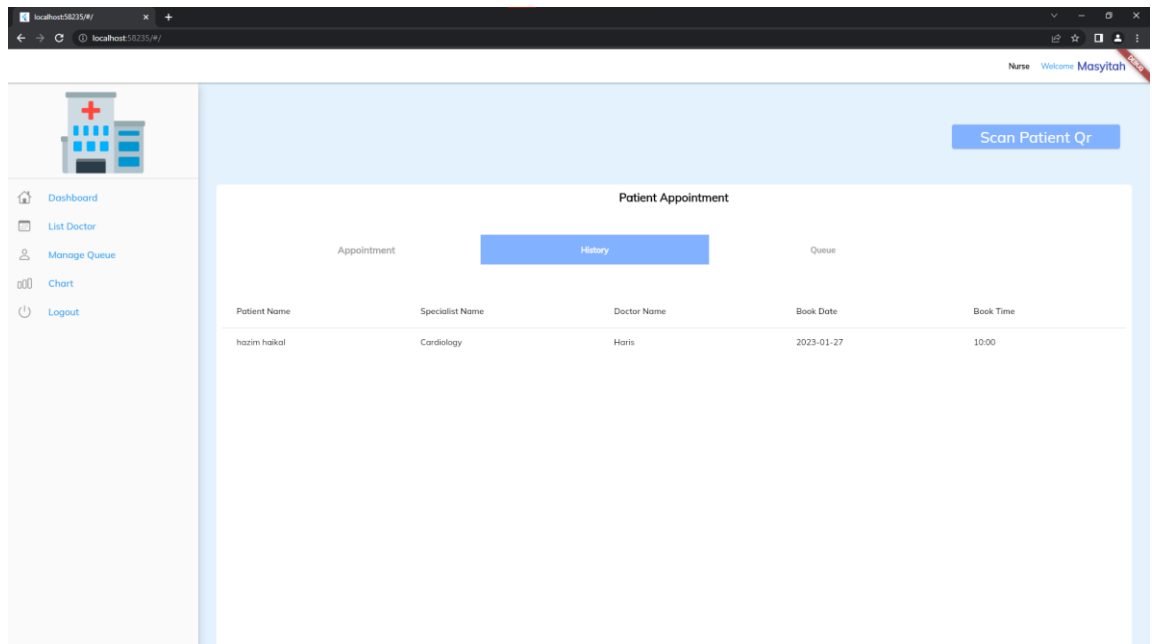 localhost:58235/#/
localhost:58235/#/
Nurse Welcome Masyitah
DEBUG
Scan Patient Qr
Dashboard
List Doctor
Manage Queue
Chart
Logout
Patient Appointment
Appointment History Queue
Patient Name Specialist Name Doctor Name Book Date Book Time
hazim haikal Cardiology Haris 2023-01-27 10:00